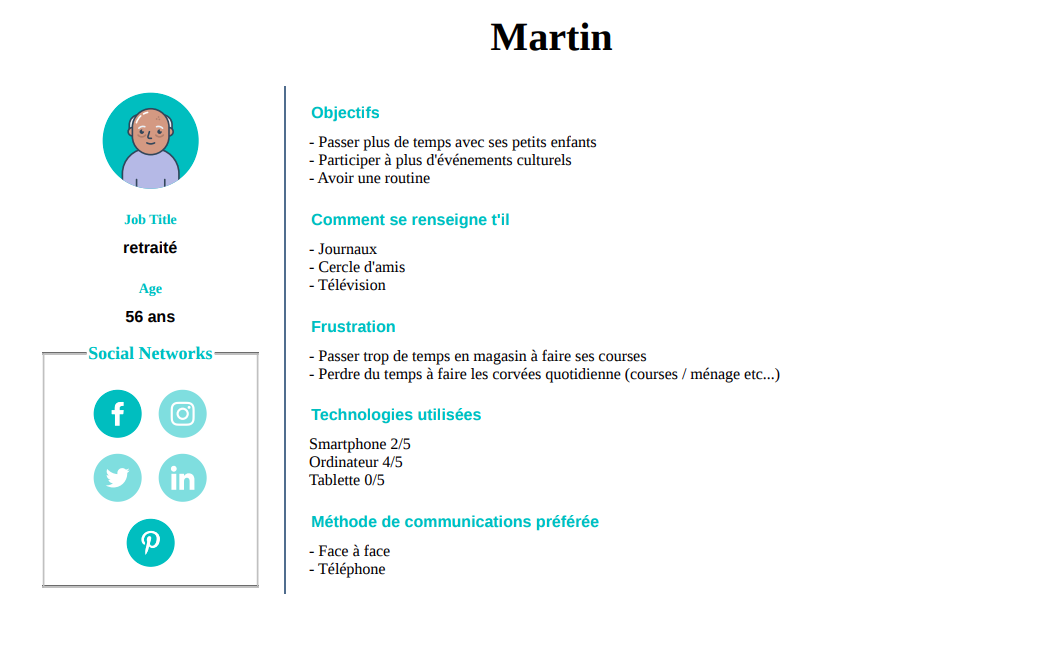 Martin
Job Title
retraité
Age
56 ans
Social Networks
Objectifs
- Passer plus de temps avec ses petits enfants
- Participer à plus d'événements culturels
- Avoir une routine
Comment se renseigne t'il
- Journaux
- Cercle d'amis
- Télévision
Frustration
- Passer trop de temps en magasin à faire ses courses
- Perdre du temps à faire les corvées quotidienne (courses / ménage etc...)
Technologies utilisées
Smartphone 2/5
Ordinateur 4/5
Tablette 0/5
Méthode de communications préférée
- Face à face
- Téléphone